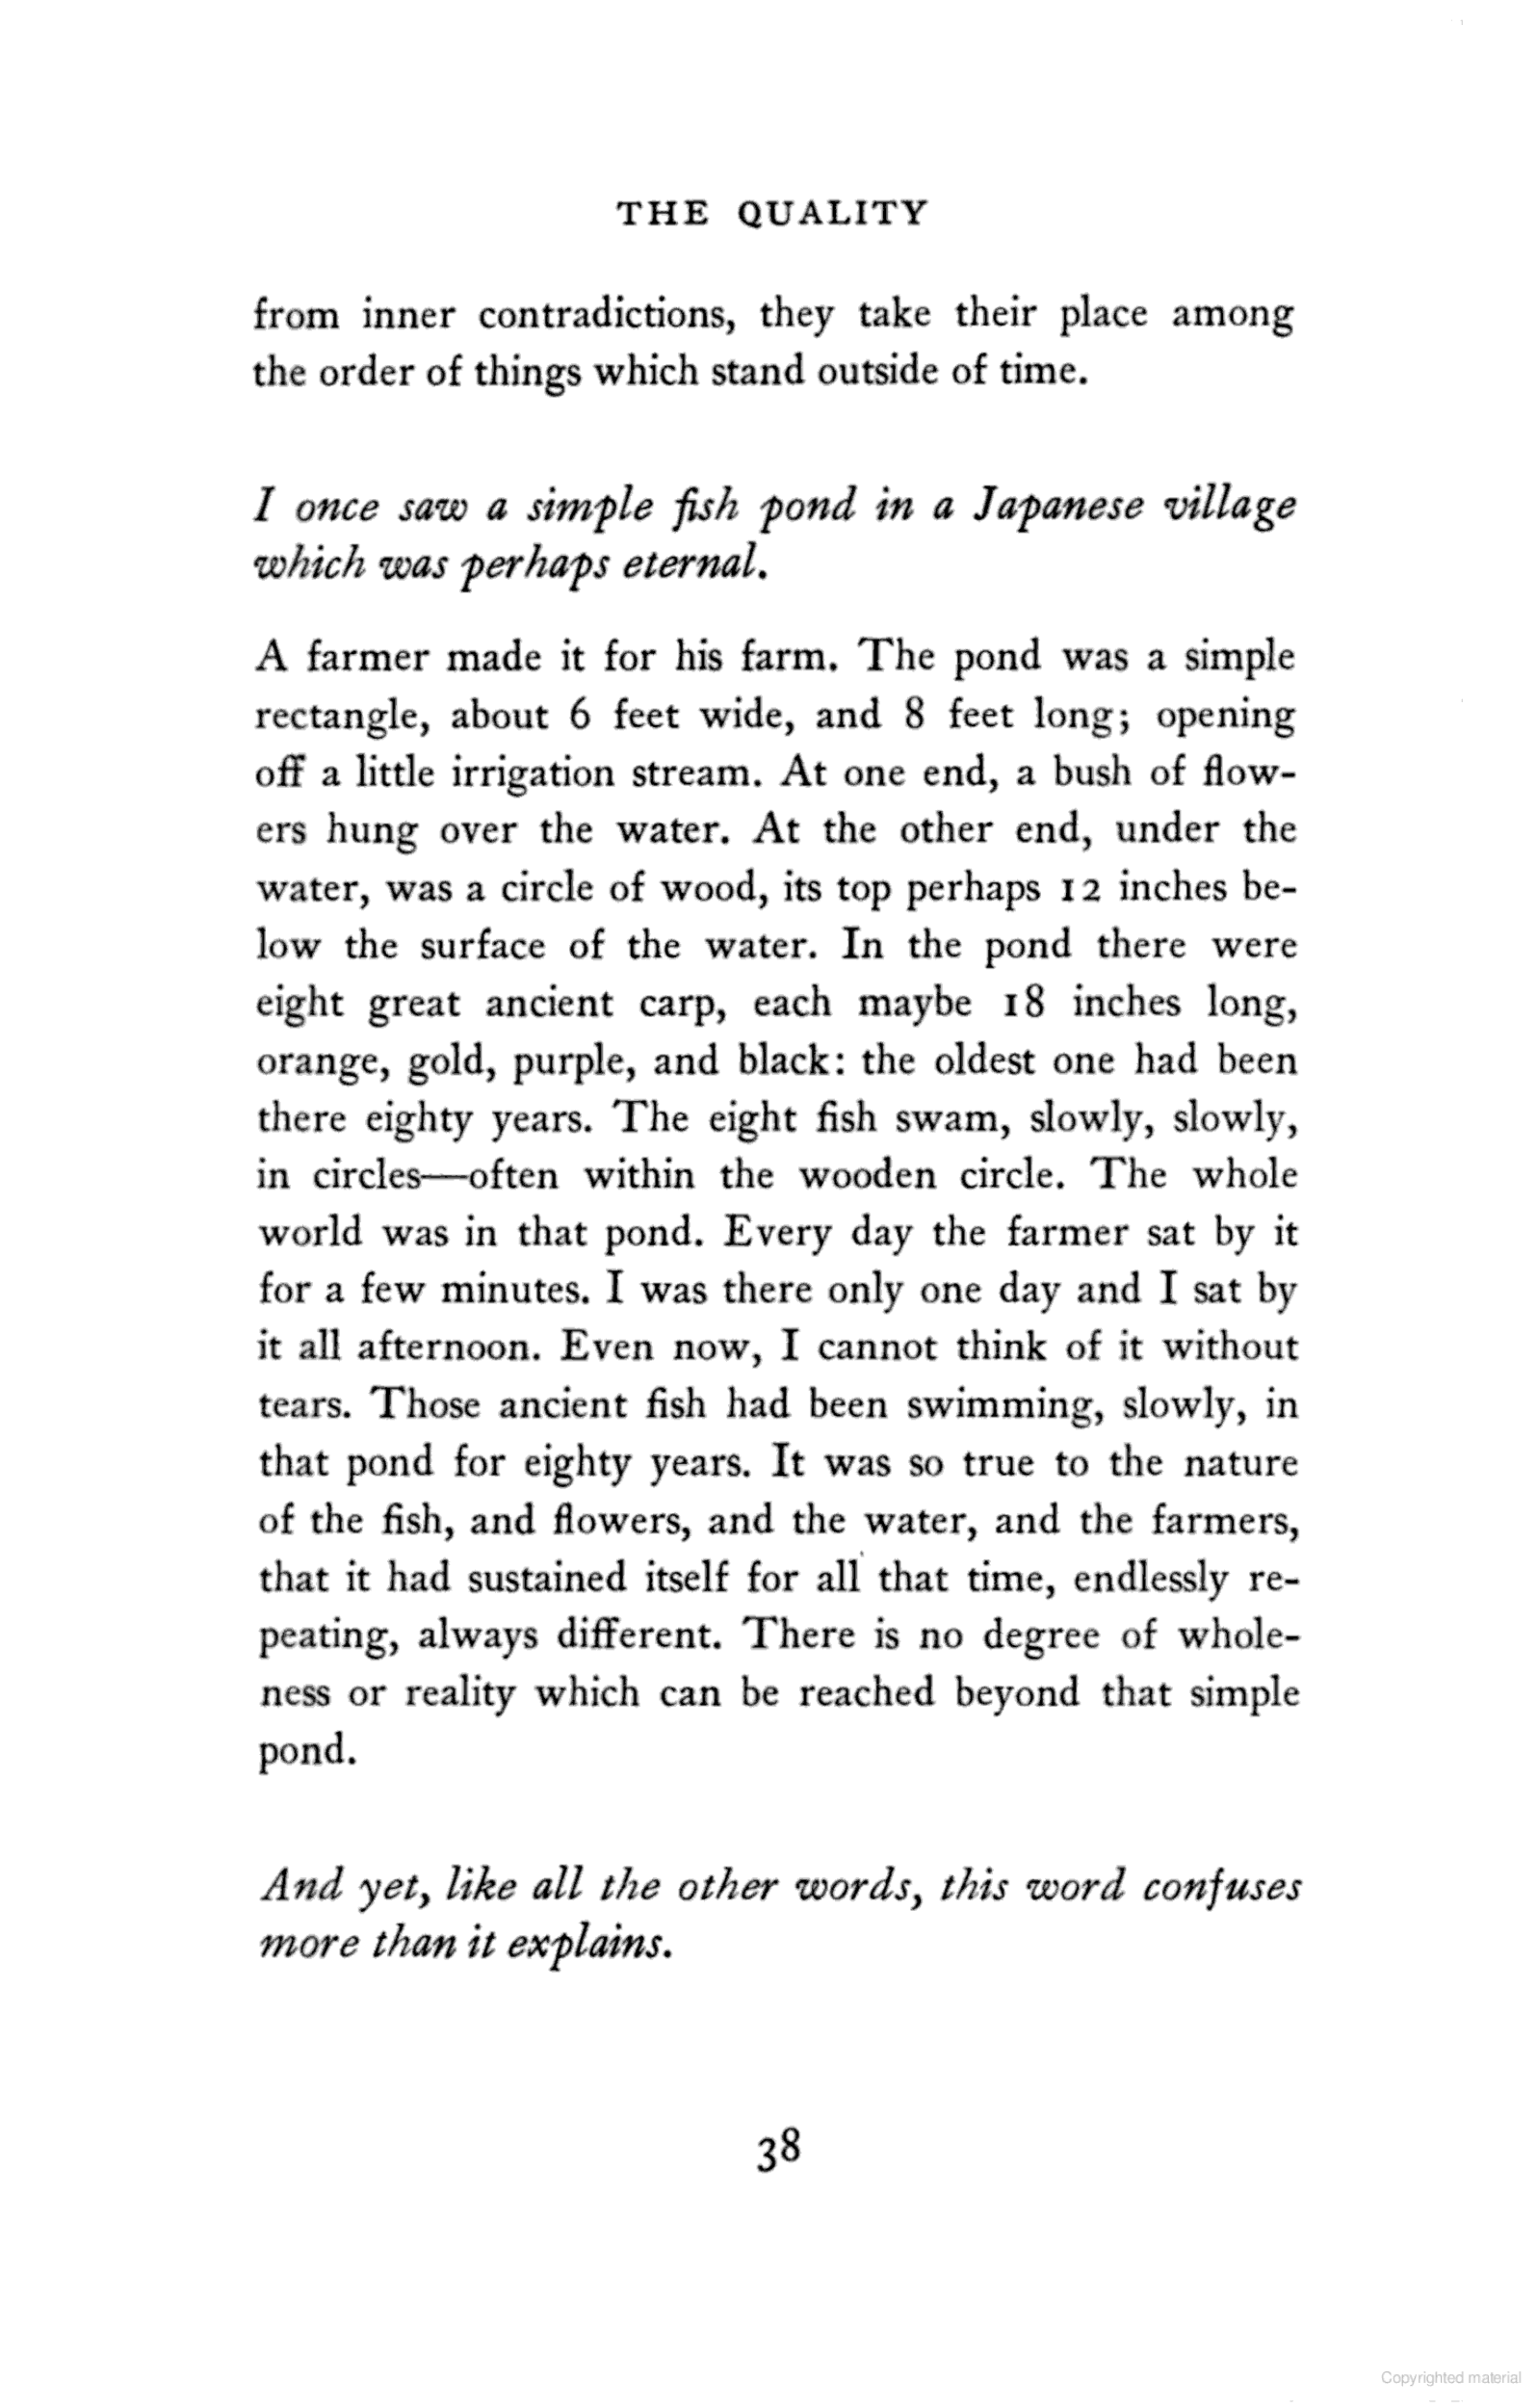 THE QUALITY
from inner contradictions, they take their place among
the order of things which stand outside of time.
I once saw a simple fish pond in a Japanese village
which was perhaps eternal.
A farmer made it for his farm. The pond was a simple
rectangle, about 6 feet wide, and 8 feet long; opening
off a little irrigation stream. At one end, a bush of flow-
ers hung over the water. At the other end, under the
water, was a circle of wood, its top perhaps 12 inches be-
low the surface of the water. In the pond there were
eight great ancient carp, each maybe 18 inches long,
orange, gold, purple, and black: the oldest one had been
there eighty years. The eight fish swam, slowly, slowly,
in circles—often within the wooden circle. The whole
world was in that pond. Every day the farmer sat by it
for a few minutes. I was there only one day and I sat by
it all afternoon. Even now, I cannot think of it without
tears. Those ancient fish had been swimming, slowly, in
that pond for eighty years. It was so true to the nature
of the fish, and flowers, and the water, and the farmers,
that it had sustained itself for all that time, endlessly re-
peating, always different. There is no degree of whole-
ness or reality which can be reached beyond that simple
pond.
And yet, like all the other words, this word confuses
more than it explains.
38
Copyrighted material